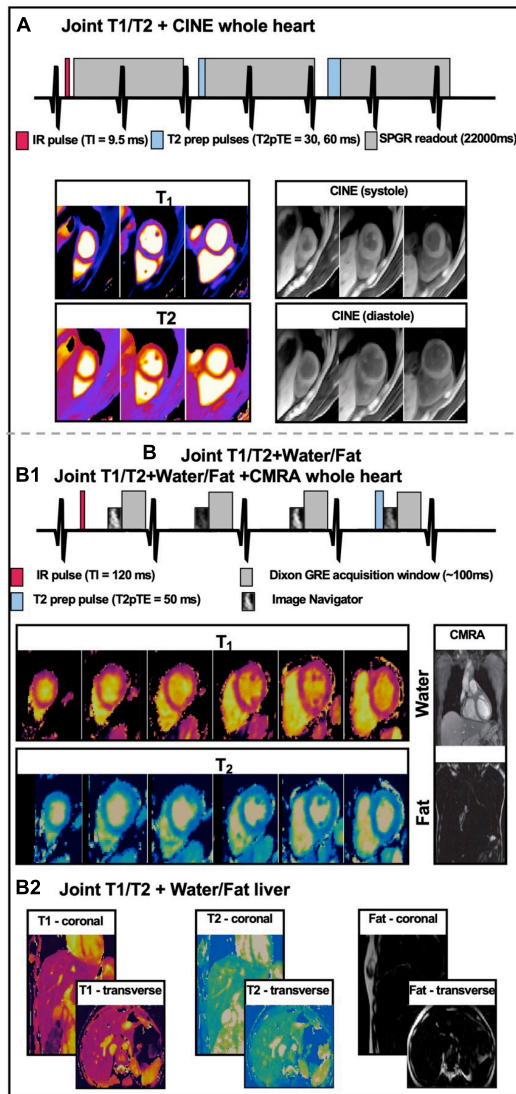 A Joint T1/T2 + CINE whole heart
IR pulse (TI = 9.5 ms) T2 prep pulses (T2pTE = 30, 60 ms) SPGR readout (22000ms)
T1 CINE (systole)
T2 CINE (diastole)
B Joint T1/T2+Water/Fat
B1 Joint T1/T2+Water/Fat +CMRA whole heart
IR pulse (TI = 120 ms) Dixon GRE acquisition window (~100ms)
T2 prep pulse (T2pTE = 50 ms) Image Navigator
T1 CMRA
Water
T2
Fat
B2 Joint T1/T2 + Water/Fat liver
T1 - coronal T2 - coronal Fat - coronal
T1 - transverse T2 - transverse Fat - transverse